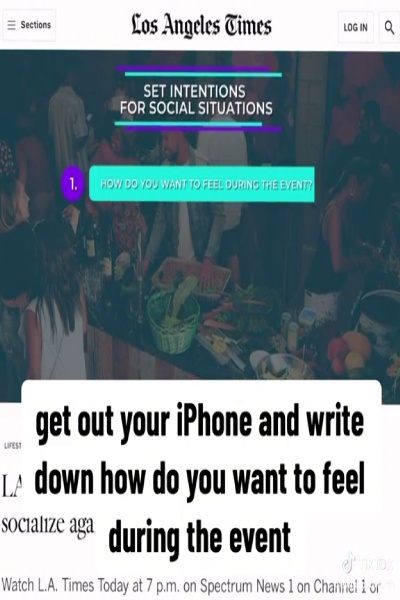 Sections
Los Angeles Times
LOG IN
SET INTENTIONS
FOR SOCIAL SITUATIONS
1.
HOW DO YOU WANT TO FEEL DURING THE EVENT?
get out your iPhone and write
down how do you want to feel
during the event
LIFEST
LA
socialize aga
Watch L.A. Times Today at 7 p.m. on Spectrum News 1 on Channel 1 or